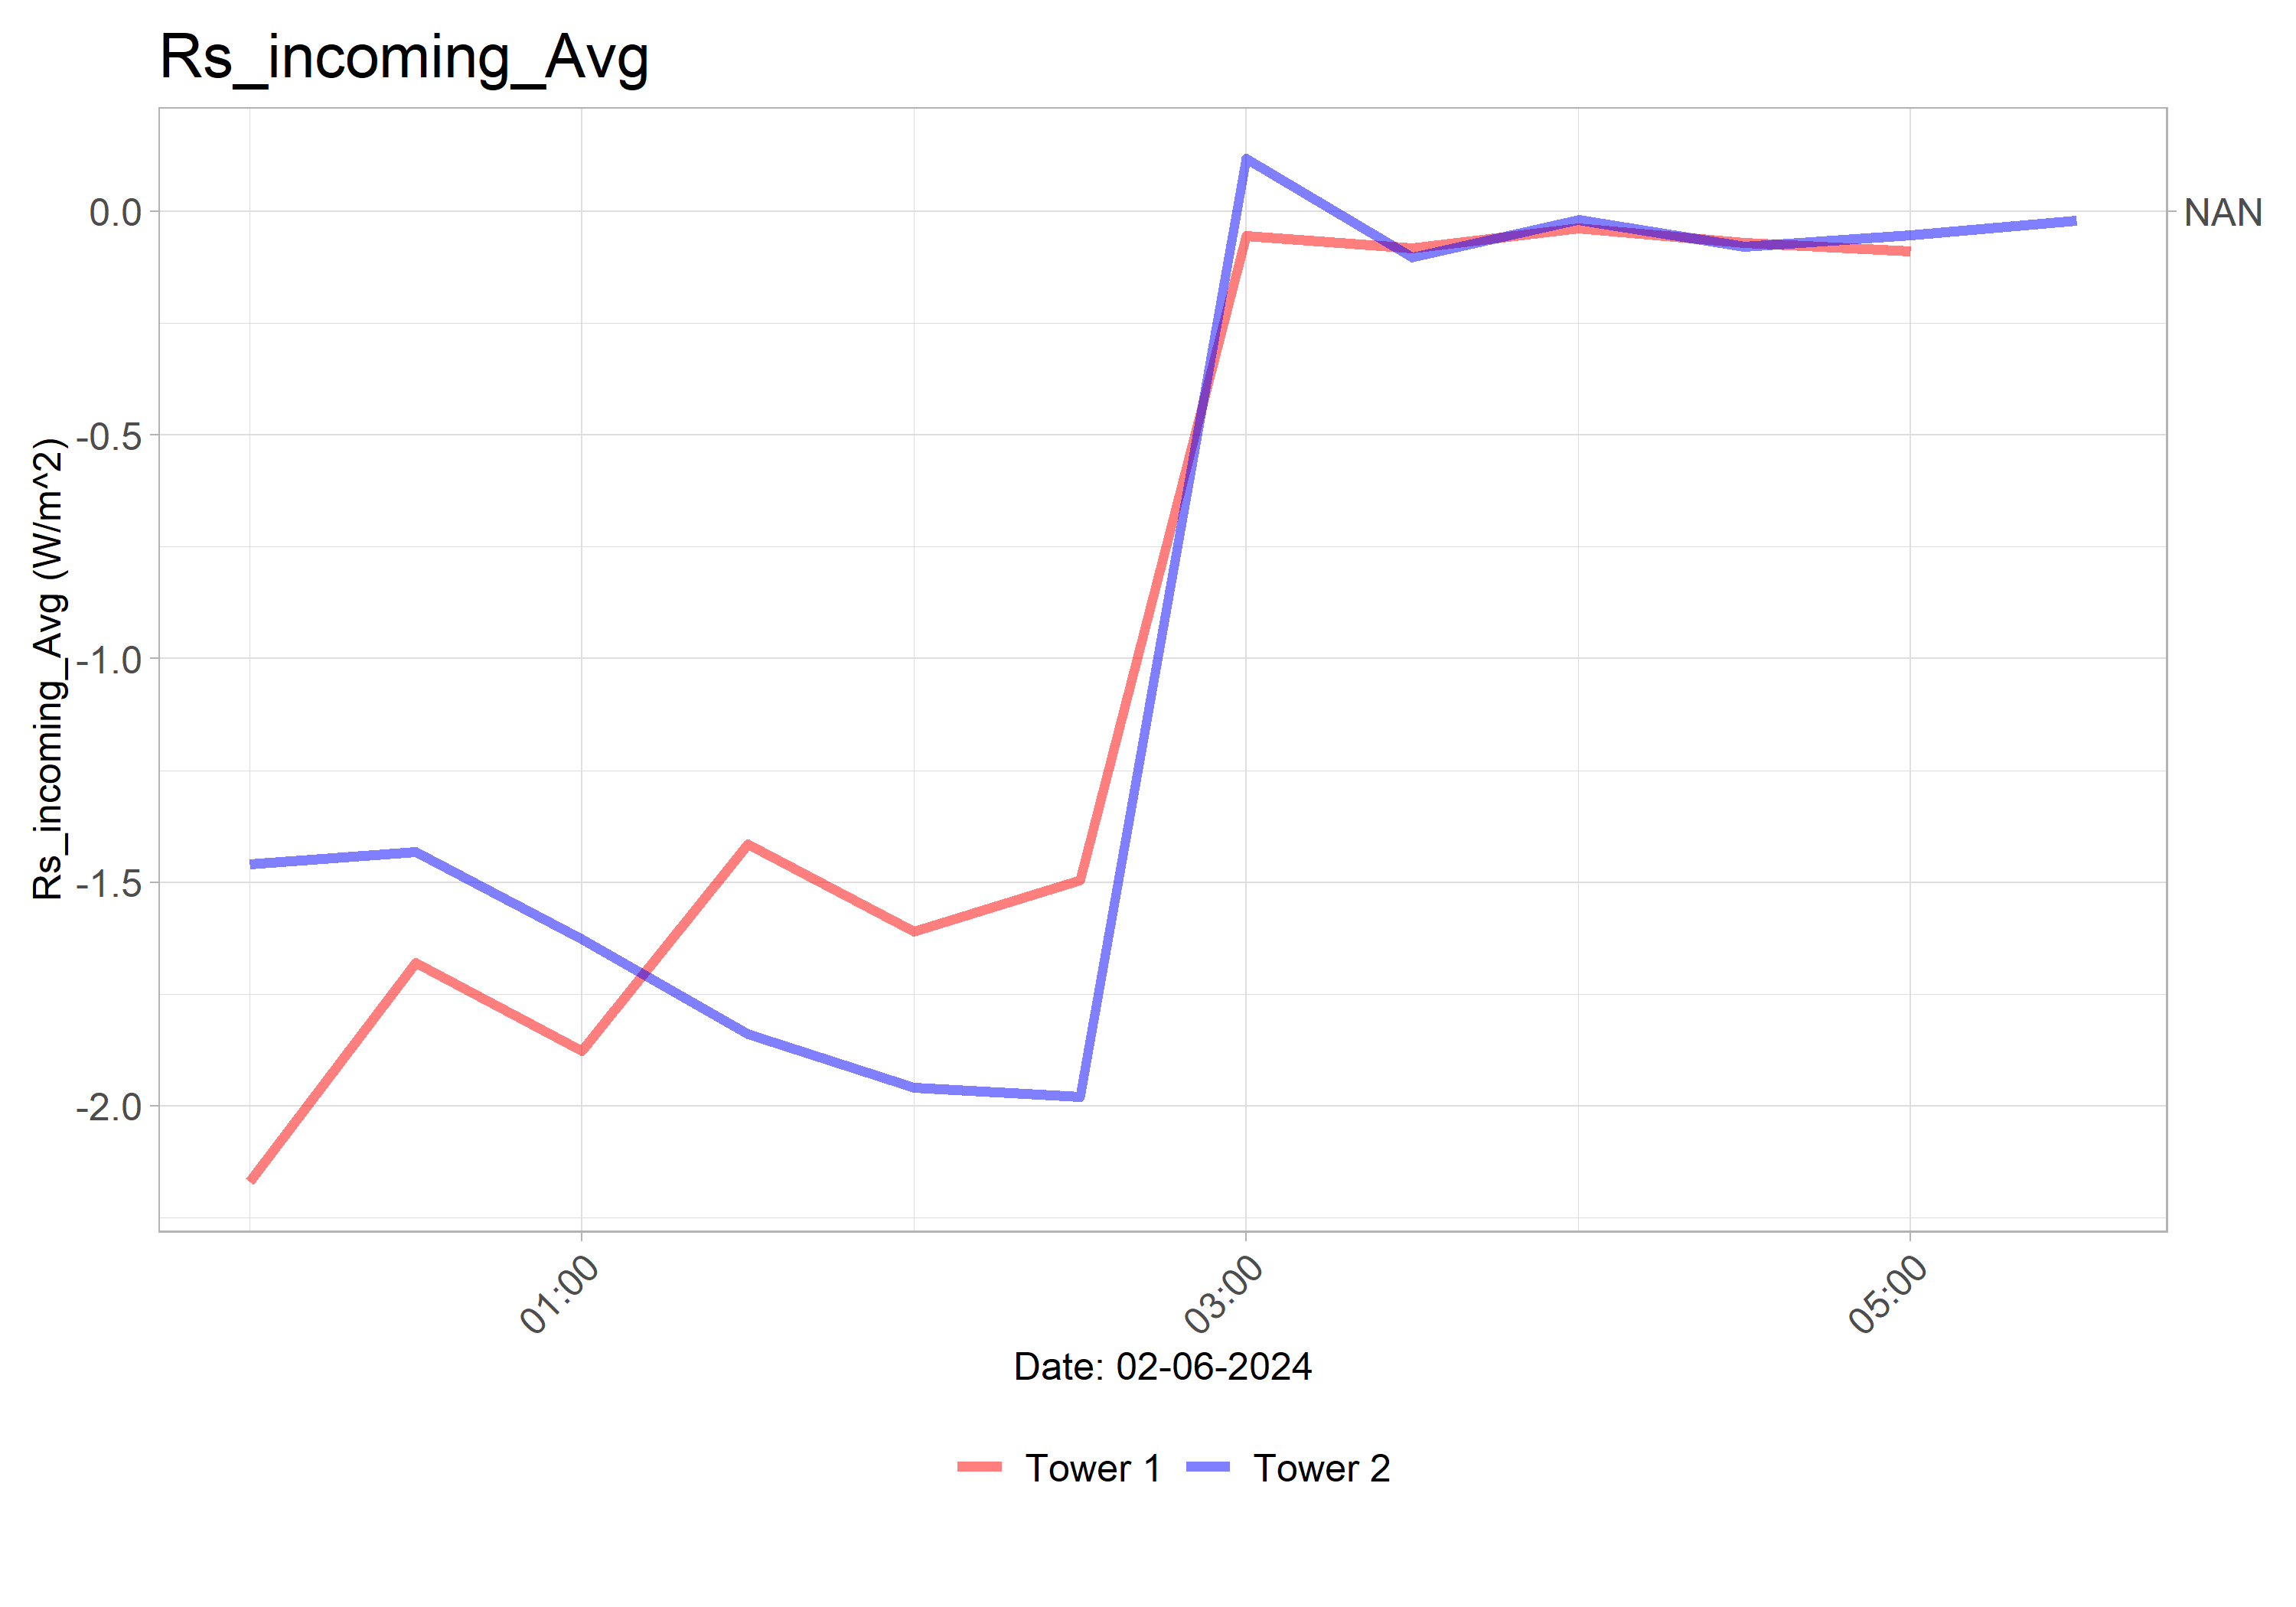 Rs_incoming_Avg
Rs_incoming_Avg (W/m^2)
0.0
-0.5
-1.0
-1.5
-2.0
NAN
01:00
03:00
05:00
Date: 02-06-2024
Tower 1
Tower 2